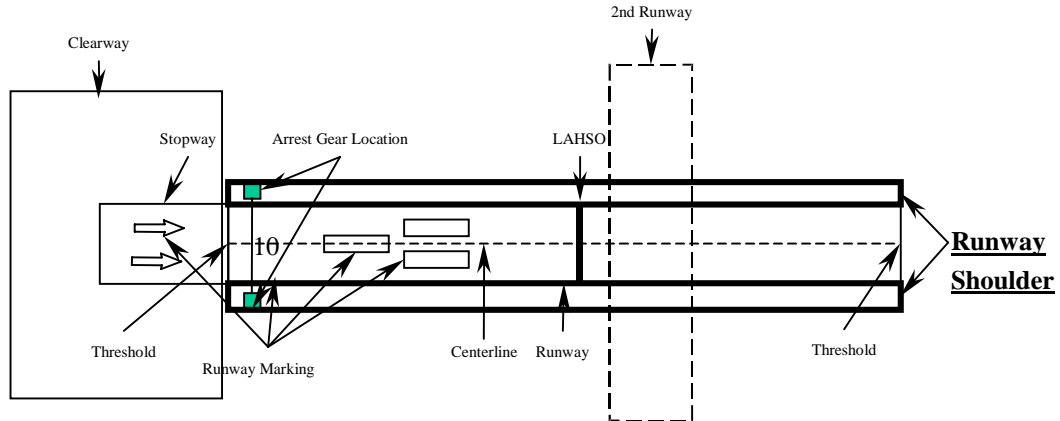 2nd Runway
Clearway
Stopway
Arrest Gear Location
LAHSO
10
Runway
Shoulder
Threshold
Runway Marking
Centerline
Runway
Threshold